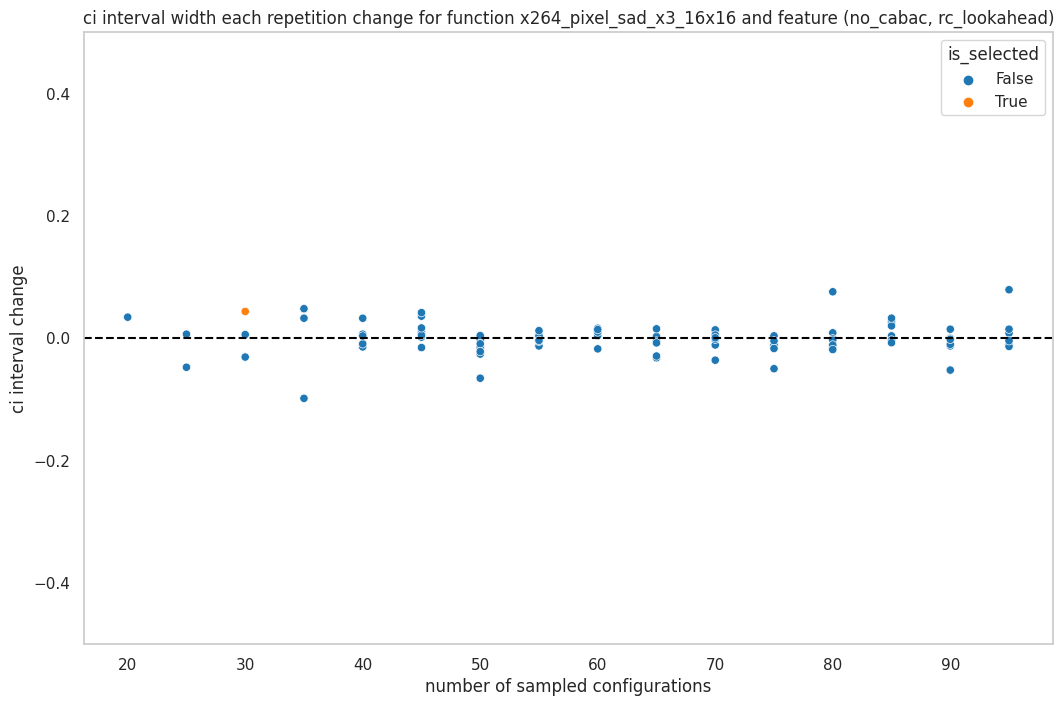 ci interval width each repetition change for function x264_pixel_sad_x3_16x16 and feature (no_cabac, rc_lookahead)
is_selected
False
True
0.4
0.2
0.0
−0.2
−0.4
ci interval change
20 30 40 50 60 70 80 90
number of sampled configurations